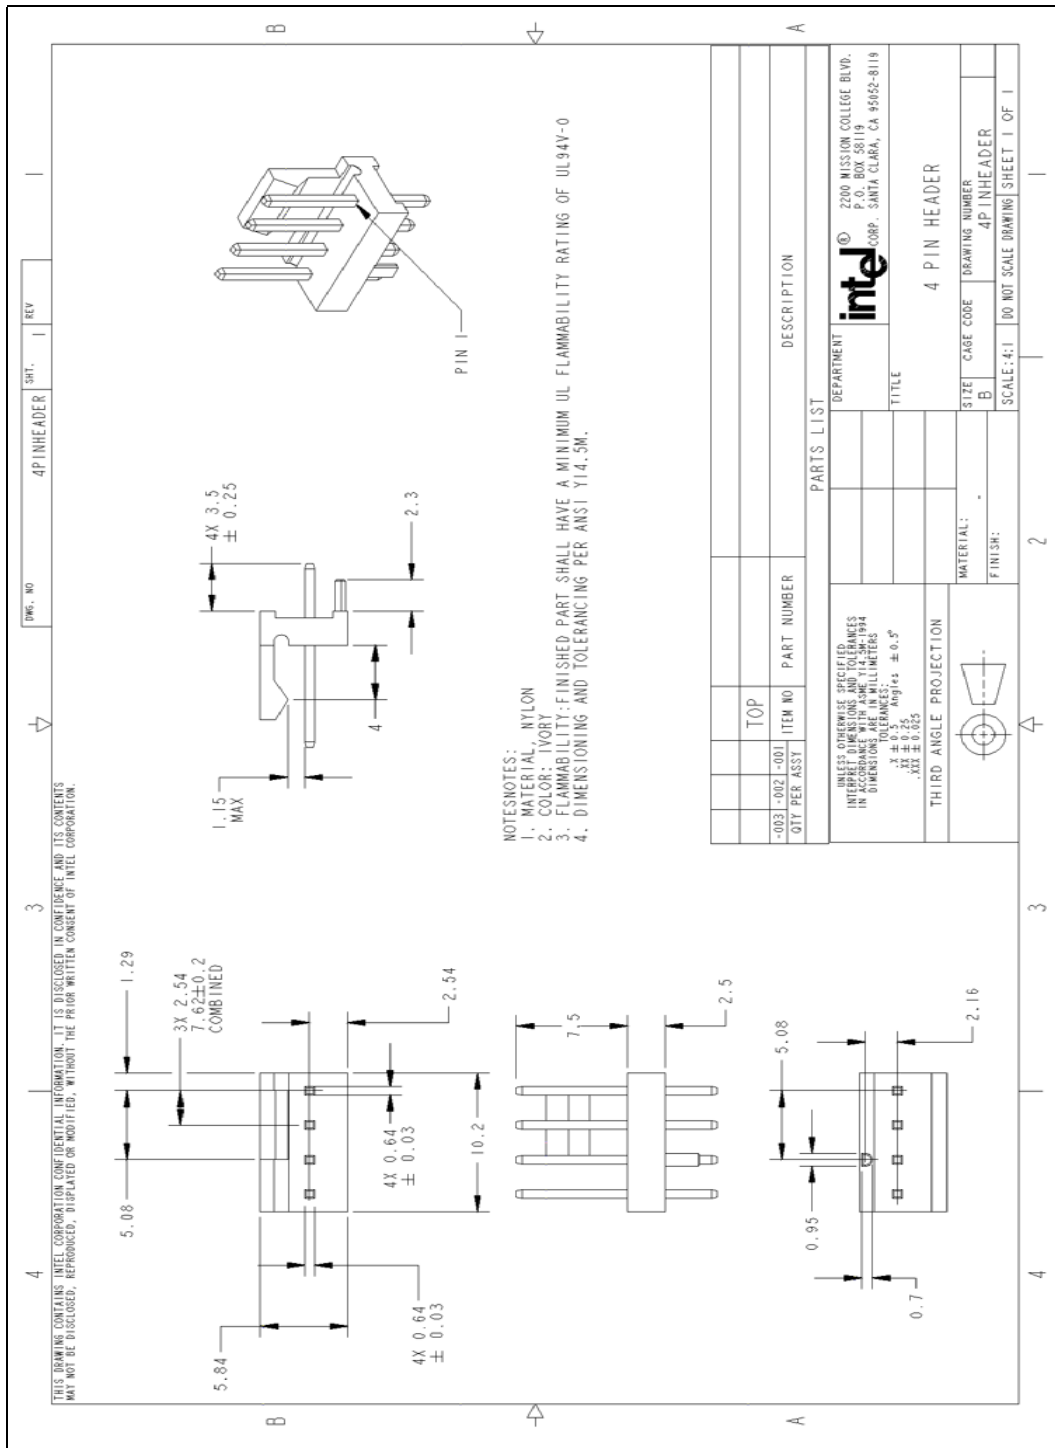 DWG. NO
4PINHEADER
SHT.
1
REV
4
3
1
THIS DRAWING CONTAINS INTEL CORPORATION CONFIDENTIAL INFORMATION. IT IS DISCLOSED IN CONFIDENCE AND ITS CONTENTS
MAY NOT BE DISCLOSED, REPRODUCED, DISPLAYED OR MODIFIED, WITHOUT THE PRIOR WRITTEN CONSENT OF INTEL CORPORATION.
B
B
5.08
1.29
3X 2.54
7.62±0.2
COMBINED
5.84
2.54
4X 0.64
± 0.03
4X 0.64
± 0.03
10.2
1.15
MAX
4X 3.5
± 0.25
4
2.3
PIN 1
7.5
2.5
NOTESNOTES:
1. MATERIAL, NYLON
2. COLOR: IVORY
3. FLAMMABILITY:FINISHED PART SHALL HAVE A MINIMUM UL FLAMMABILITY RATING OF UL94V-0
4. DIMENSIONING AND TOLERANCING PER ANSI Y14.5M.
0.95
5.08
0.7
2.16
A
A
TOP
-003 -002 -001
ITEM NO
PART NUMBER
DESCRIPTION
QTY PER ASSY
PARTS LIST
UNLESS OTHERWISE SPECIFIED
INTERPRET DIMENSIONS AND TOLERANCES
IN ACCORDANCE WITH ASME Y14.5M-1994
DIMENSIONS ARE IN MILLIMETERS
TOLERANCES:
.X ± 0.5 Angles ±0.5°
.XX ± 0.25
.XXX ± 0.025
THIRD ANGLE PROJECTION
MATERIAL: -
FINISH:
DEPARTMENT
intel®
CORP.
2200 MISSION COLLEGE BLVD.
P.O. BOX 58119
SANTA CLARA, CA 95052-8119
TITLE
4 PIN HEADER
SIZE
B
CAGE CODE
DRAWING NUMBER
4PINHEADER
SCALE:4:1
DO NOT SCALE DRAWING
SHEET 1 OF 1
4
3
2